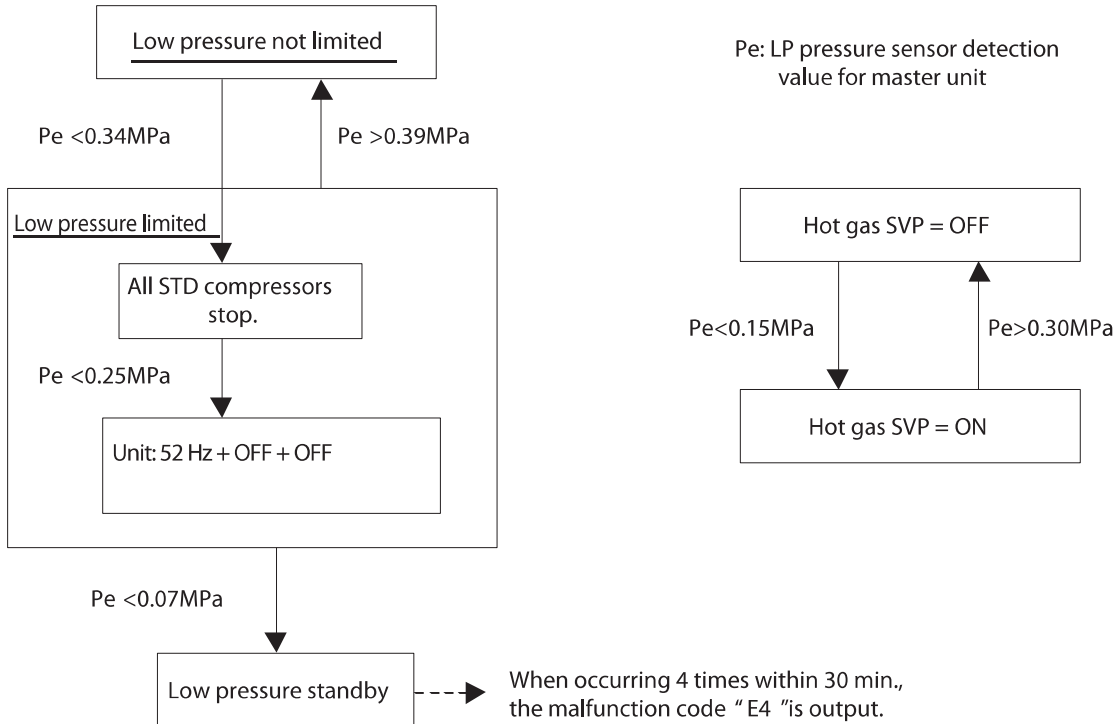 Low pressure not limited
Pe: LP pressure sensor detection
value for master unit
Pe <0.34MPa
Pe >0.39MPa
Low pressure limited
All STD compressors
stop.
Pe <0.25MPa
Unit: 52 Hz + OFF + OFF
Hot gas SVP = OFF
Pe<0.15MPa
Pe>0.30MPa
Hot gas SVP = ON
Pe <0.07MPa
Low pressure standby
When occurring 4 times within 30 min.,
the malfunction code “ E4 ”is output.